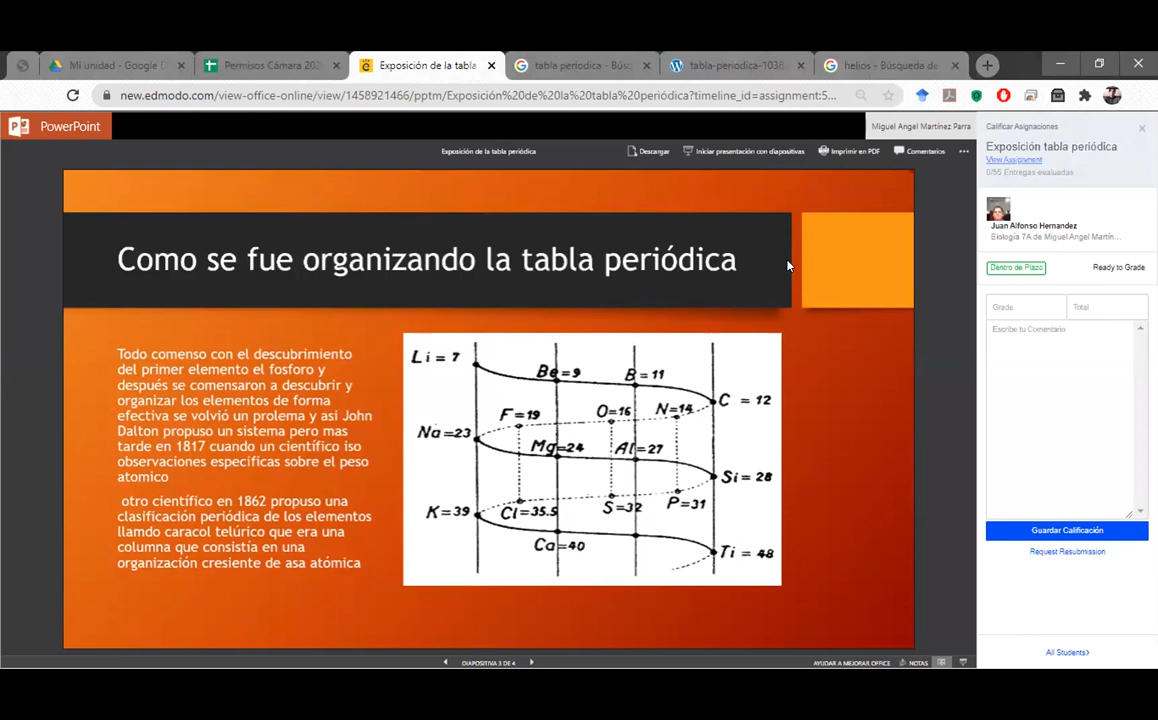 Mi unidad - Google D
Permisos Cámara 202
Exposición de la tabla
tabla periodica - Búsq
tabla-periodica-1036
helios - Búsqueda de
new.edmodo.com/view-office-online/view/1458921466/pptm/Exposición%20de%20la%20tabla%20periódica?timeline_id=assignment:5...
PowerPoint
Miguel Angel Martínez Parra
Exposición de la tabla periódica
Descargar
Iniciar presentación con diapositivas
Imprimir en PDF
Comentarios
Como se fue organizando la tabla periódica
Todo comenso con el descubrimiento
del primer elemento el fosforo y
después se comensaron a descubrir y
organizar los elementos de forma
efectiva se volvió un prolema y así John
Dalton propuso un sistema pero mas
tarde en 1817 cuando un científico iso
observaciones especificas sobre el peso
atomico
otro científico en 1862 propuso una
clasificación periódica de los elementos
llamdo caracol telúrico que era una
columna que consistía en una
organización cresiente de asa atómica
Li = 7
Be=9
B=11
C = 12
F=19
O=16
N=14
Na=23
Mg=24
Al=27
Si = 28
K=39
Cl=35.5
S=32
P=31
Ca=40
Ti = 48
DIAPOSITIVA 3 DE 4
AYUDAR A MEJORAR OFFICE
NOTAS
Calificar Asignaciones
Exposición tabla periódica
View Assignment
0/55 Entregas evaluadas
Juan Alfonso Hernandez
Biología 7A de Miguel Angel Martín...
Dentro de Plazo
Ready to Grade
Grade
Total
Escribe tu Comentario
Guardar Calificación
Request Resubmission
All Students>